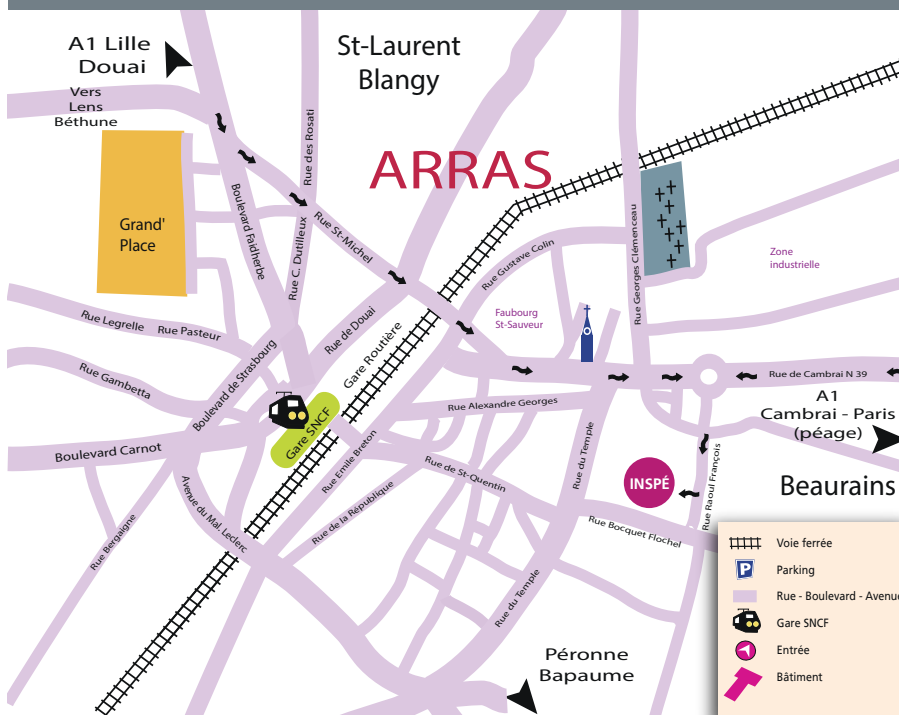 A1 Lille
Douai
St-Laurent
Blangy
Vers
Lens
Béthune
ARRAS
Rue des Rosati
Grand'
Place
Boulevard Faidherbe
Rue C. Dutilleux
Rue St-Michel
Rue Gustave Colin
Rue Georges Clémenceau
Zone
industrielle
Rue Legrelle
Rue Pasteur
Rue de Douai
Gare Routière
Faubourg
St-Sauveur
Rue Gambetta
Boulevard de Strasbourg
Rue de Cambrai N 39
A1
Cambrai - Paris
(péage)
Boulevard Carnot
Gare SNCF
Rue Alexandre Georges
Rue Emile Breton
Rue du Temple
Rue de St-Quentin
INSPÉ
Rue Raoul François
Beaurains
Avenue du Mal. Leclerc
Rue de la République
Rue Bergaigne
Rue Bocquet Flochel
Rue du Temple
Péronne
Bapaume
Voie ferrée
P
Parking
Rue - Boulevard - Avenue
Gare SNCF
Entrée
Bâtiment